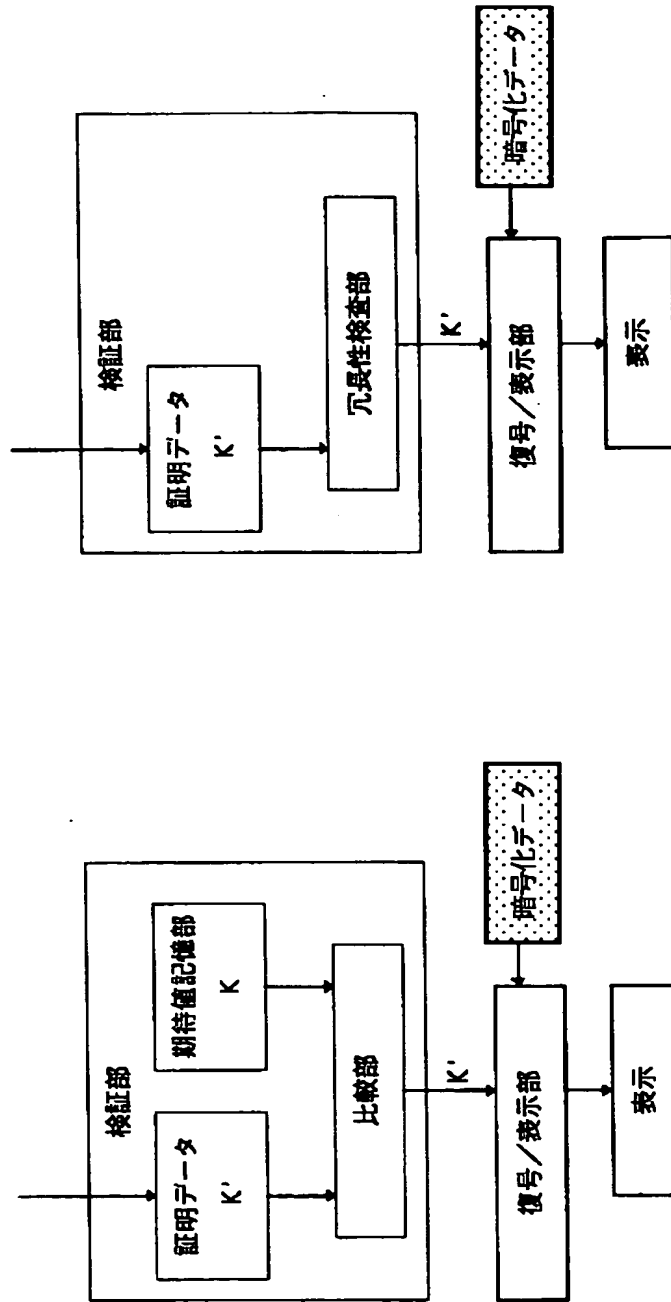 検証部
証明データ
K'
期待値記憶部
K
比較部
K'
暗号化データ
復号/表示部
表示
検証部
証明データ
K'
冗長性検査部
K'
暗号化データ
復号/表示部
表示